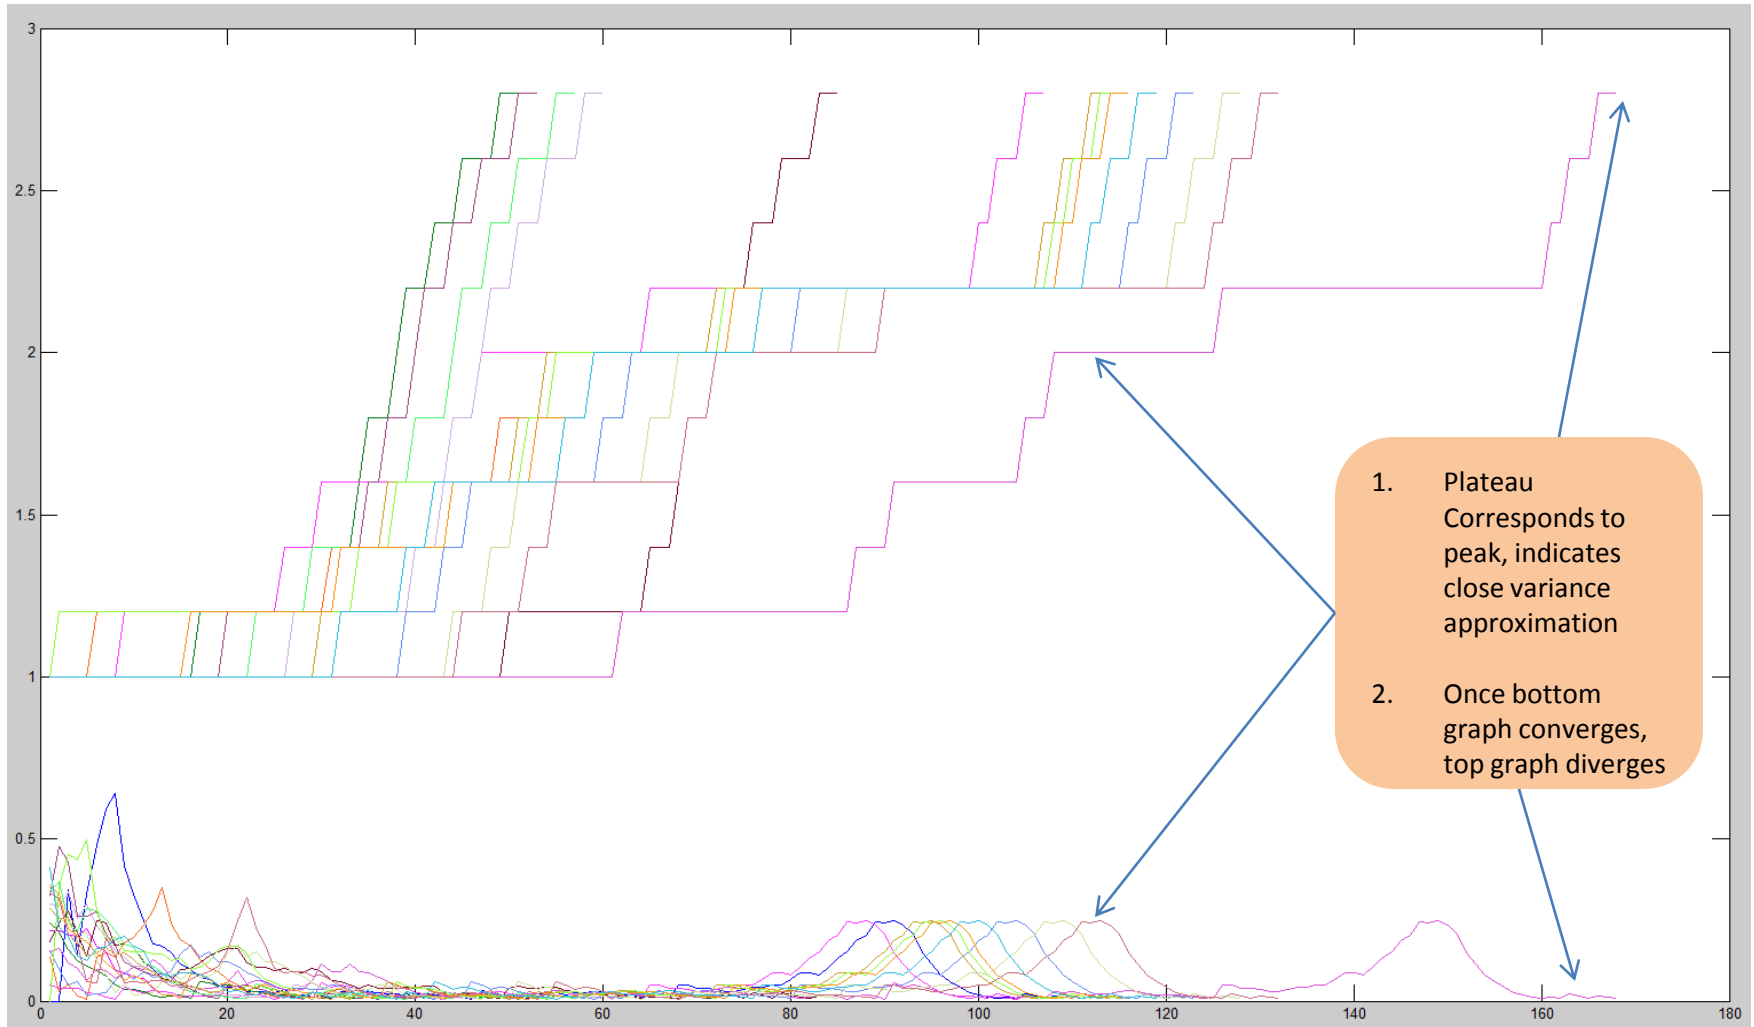 3
2.5
2
1.5
1
0.5
0
0 20 40 60 80 100 120 140 160 180
1. Plateau
Corresponds to
peak, indicates
close variance
approximation
2. Once bottom
graph converges,
top graph diverges